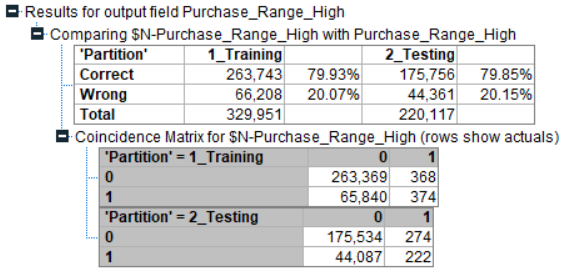 Results for output field Purchase_Range_High
Comparing $N-Purchase_Range_High with Purchase_Range_High
'Partition' 1_Training 2_Testing
Correct 263,743 79.93% 175,756 79.85%
Wrong 66,208 20.07% 44,361 20.15%
Total 329,951 220,117
Coincidence Matrix for $N-Purchase_Range_High (rows show actuals)
'Partition' = 1_Training 0 1
0 263,369 368
1 65,840 374
'Partition' = 2_Testing 0 1
0 175,534 274
1 44,087 222